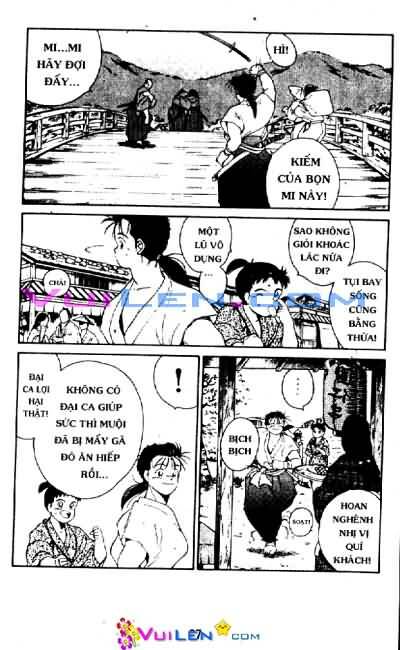 MI...MI
HÃY ĐỢI
ĐẤY...
HÌ!
KIẾM
CỦA BỌN
MI NÀY!
MỘT
LŨ VÔ
DỤNG...
SAO KHÔNG
GIỎI KHOÁC
LÁC NỮA
ĐI?
TỤI BAY
SỐNG
CŨNG
BẰNG
THỪA!
CHÀ!
VUILEN.COM
ĐẠI
CA LỢI
HẠI
THẬT!
KHÔNG CÓ
ĐẠI CA GIÚP
SỨC THÌ MUỘI
ĐÃ BỊ MẤY GÃ
ĐÓ ĂN HIẾP
RỒI...
!
BỊCH
BỊCH
SOẠT!
HOAN
NGHÊNH
NHỊ VỊ
QUÍ
KHÁCH!
VUILEN.COM